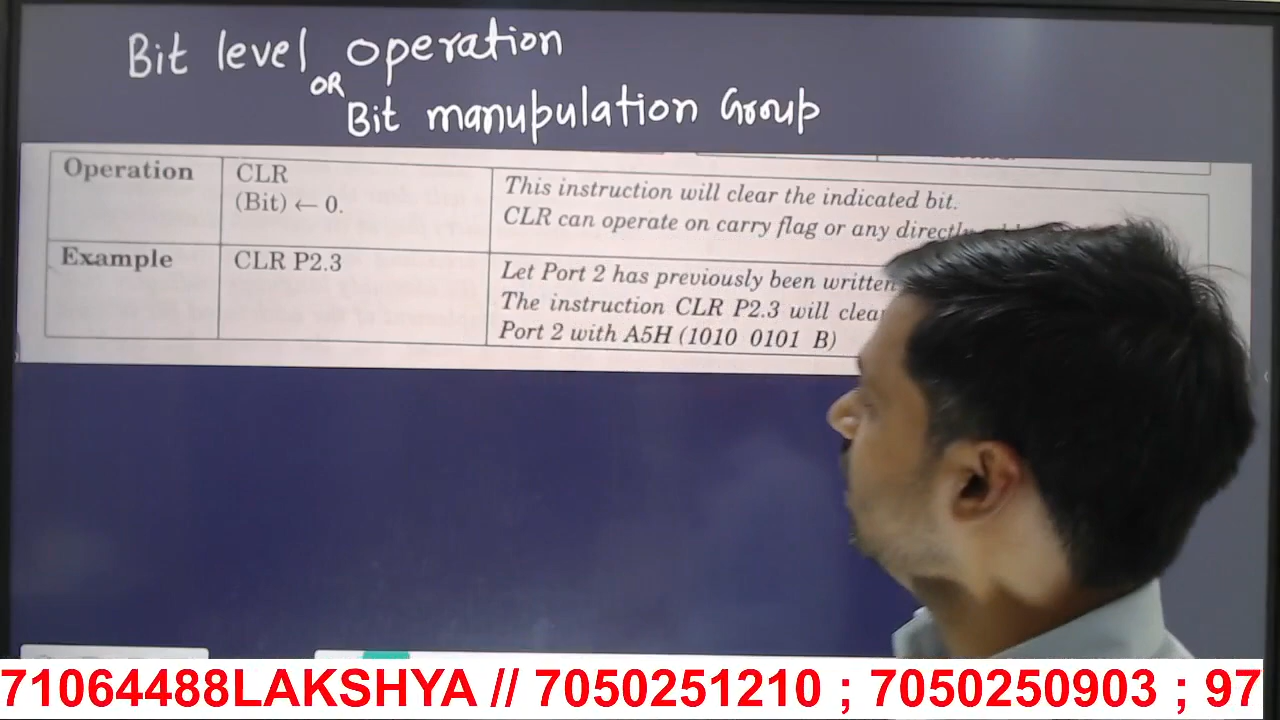 Bit level operation
OR
Bit manupulation Group
Operation
CLR
(Bit) ← 0.
This instruction will clear the indicated bit.
CLR can operate on carry flag or any directly
Example
CLR P2.3
Let Port 2 has previously been written
The instruction CLR P2.3 will clear
Port 2 with A5H (1010 0101 B)
71064488LAKSHYA // 7050251210 ; 7050250903 ; 97